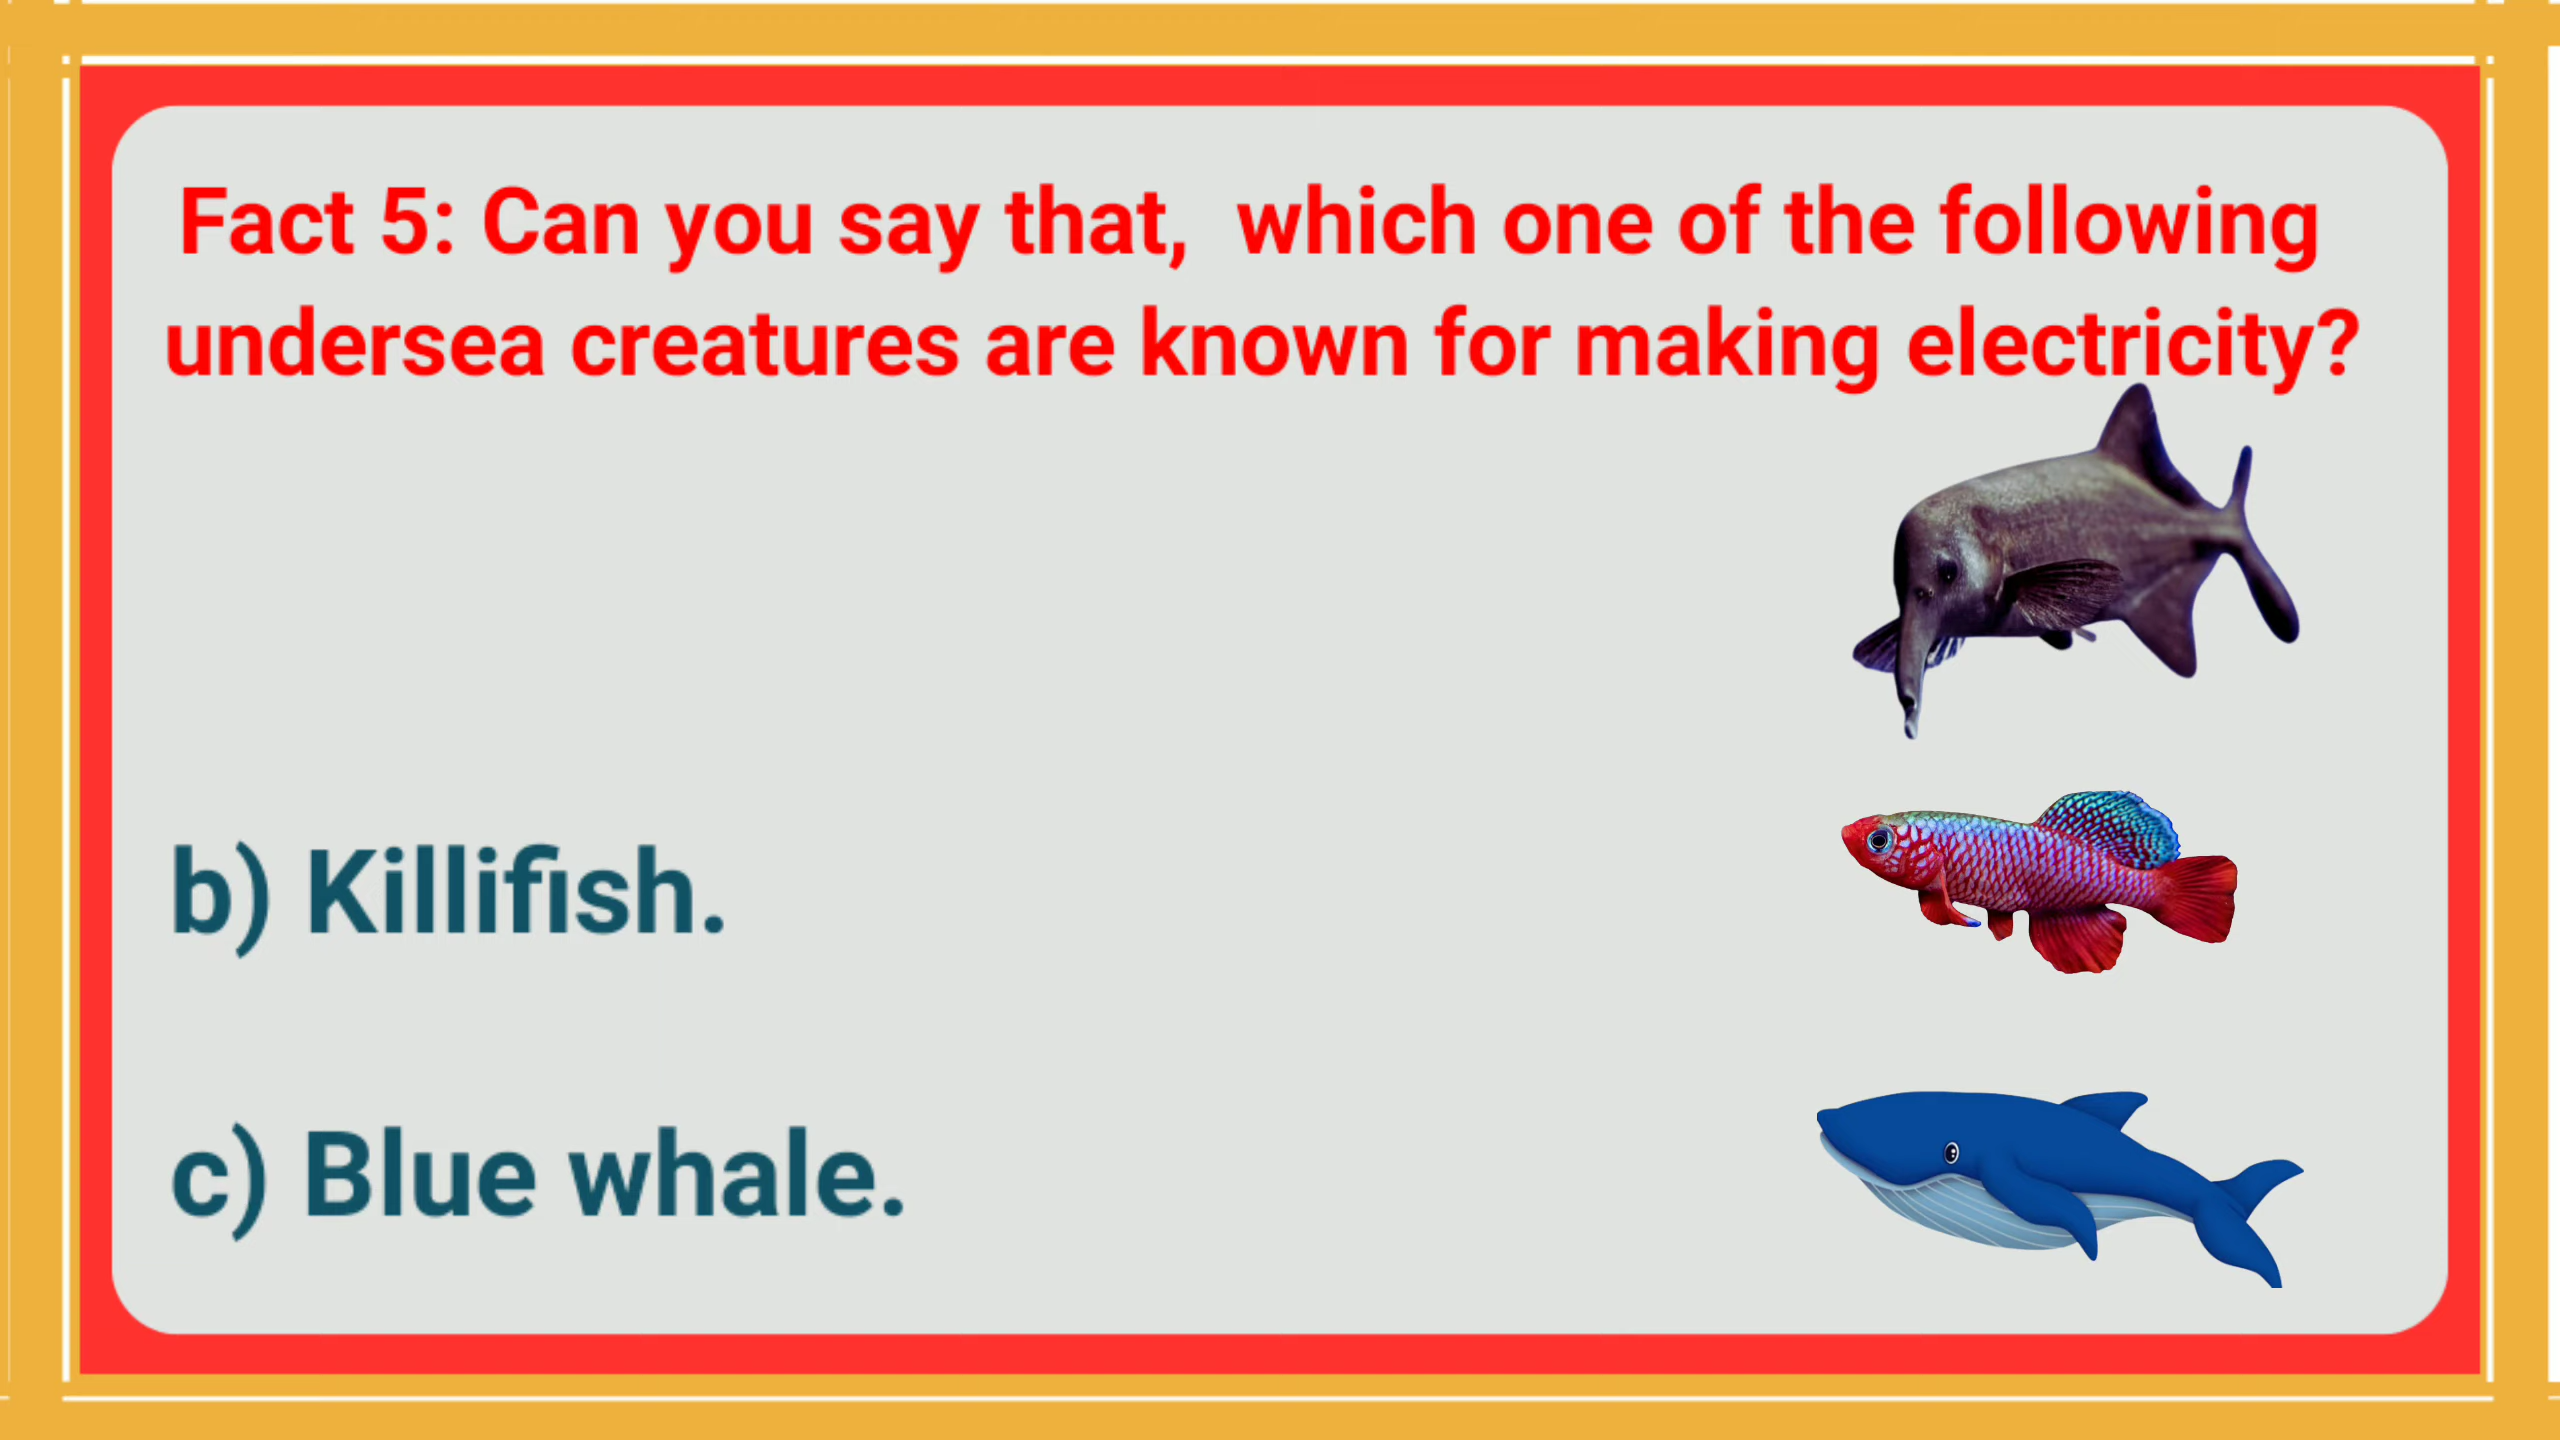 Fact 5: Can you say that,  which one of the following
undersea creatures are known for making electricity?
b) Killifish.
c) Blue whale.